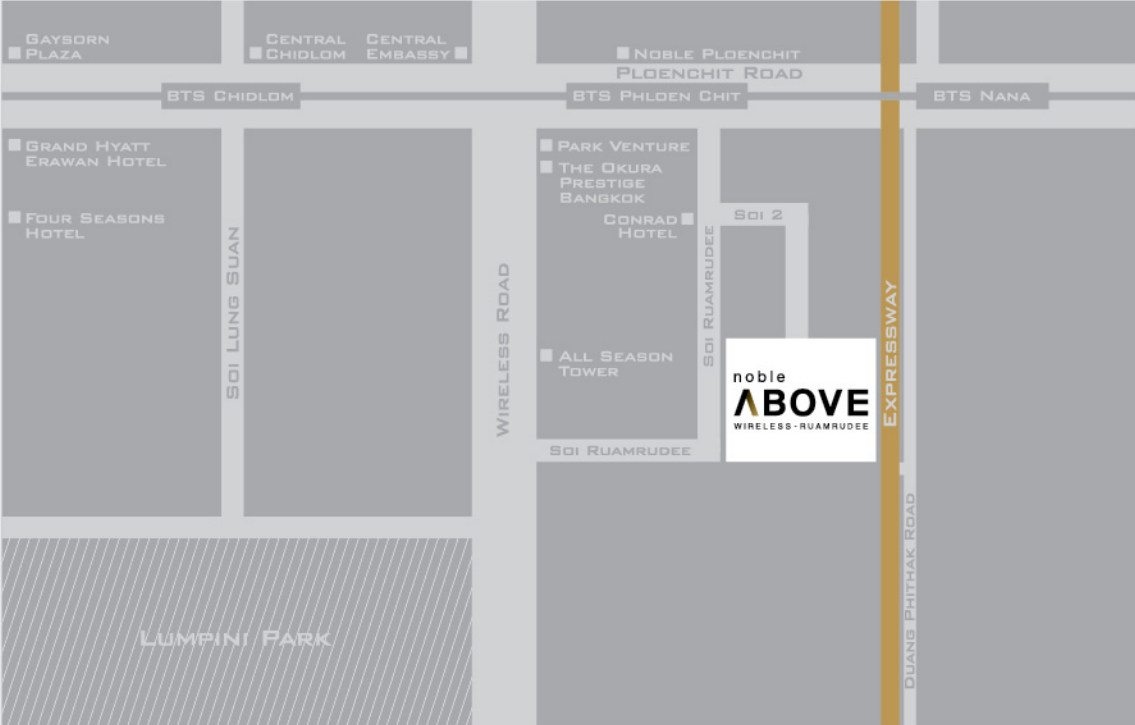 GAYSORN
PLAZA
CENTRAL
CHIDLOM
CENTRAL
EMBASSY
NOBLE PLOENCHIT
PLOENCHIT ROAD
BTS CHIDLOM
BTS PHLOEN CHIT
BTS NANA
GRAND HYATT
ERAWAN HOTEL
FOUR SEASONS
HOTEL
SOI LUNG SUAN
WIRELESS ROAD
PARK VENTURE
THE OKURA
PRESTIGE
BANGKOK
CONRAD
HOTEL
SOI 2
SOI RUAMRUDEE
ALL SEASON
TOWER
SOI RUAMRUDEE
noble
ABOVE
WIRELESS-RUAMRUDEE
EXPRESSWAY
DUANG PHITHAK ROAD
LUMPINI PARK